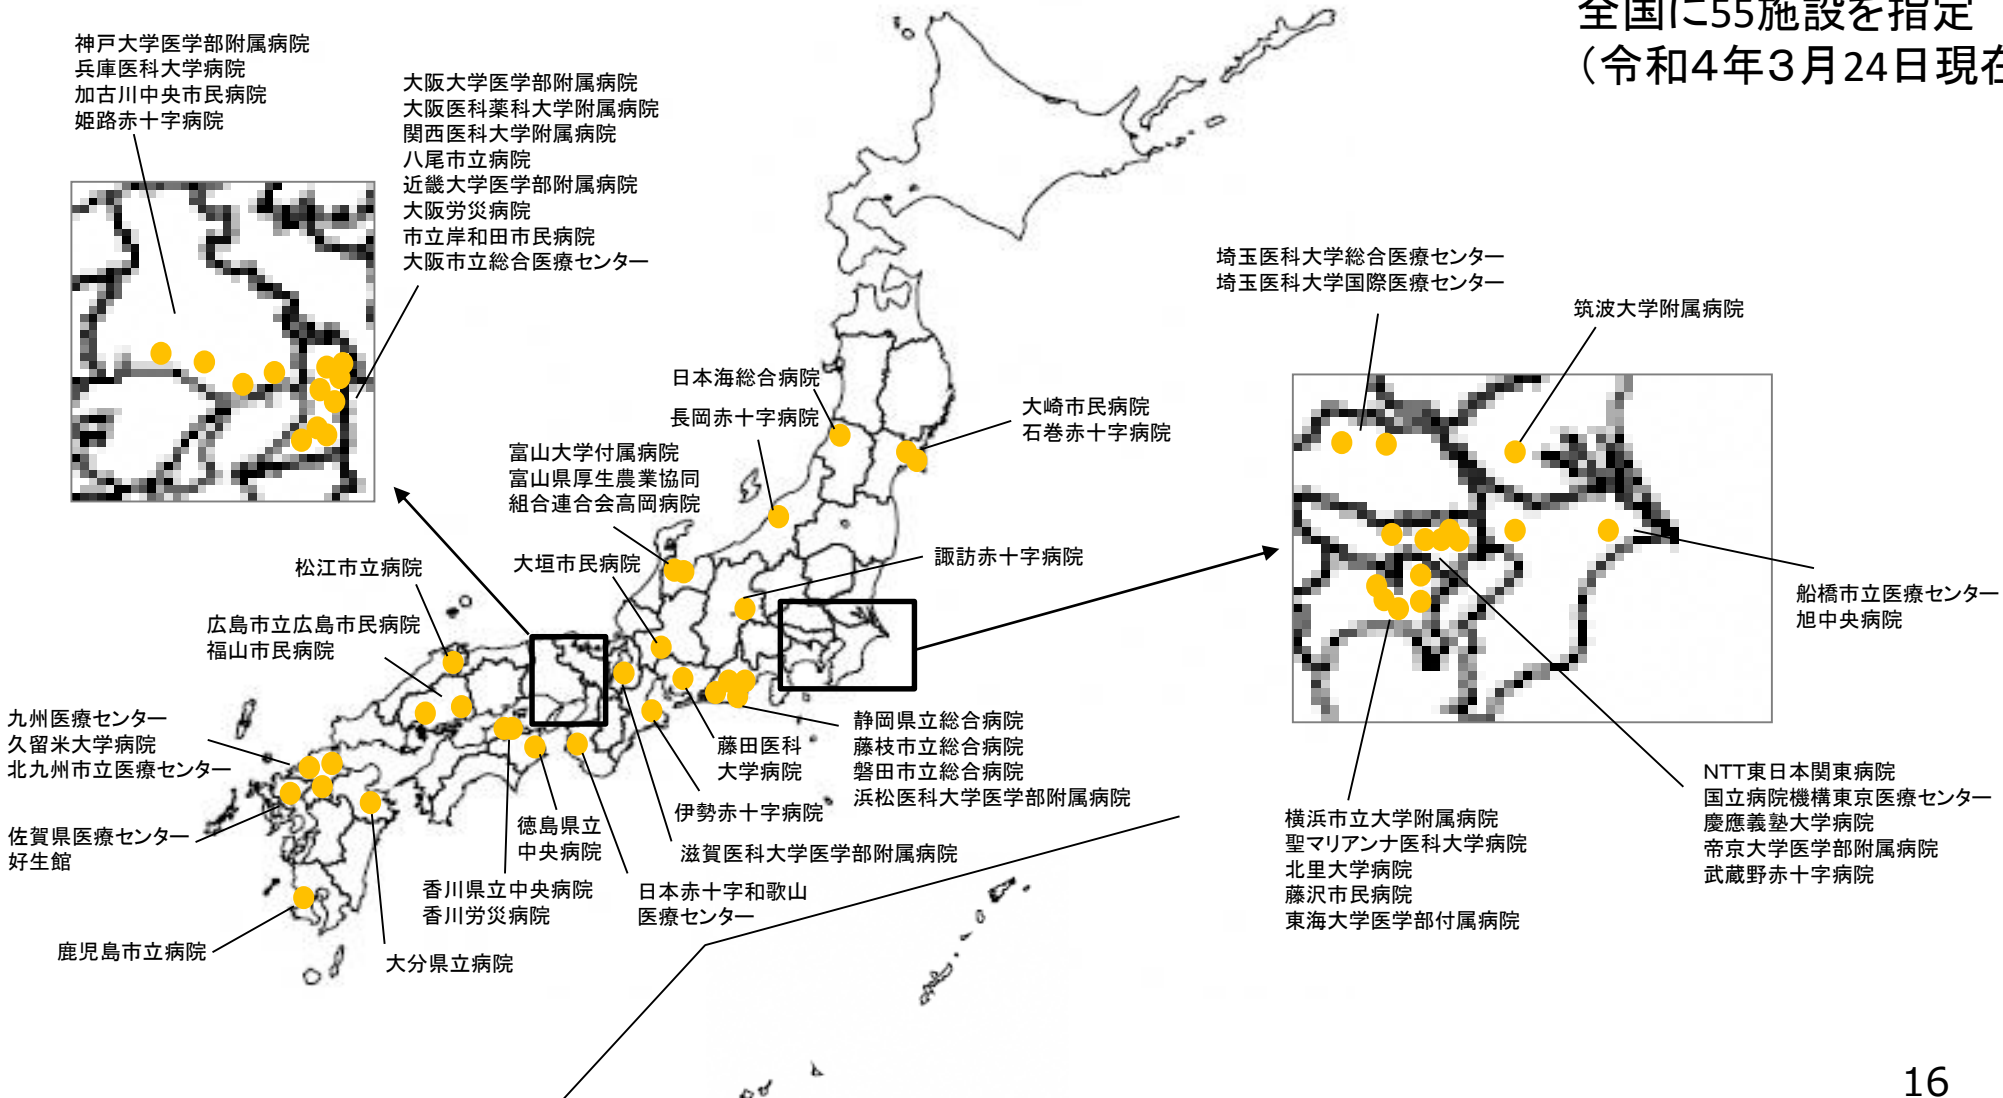 全国に55施設を指定
（令和４年３月24日現在
神戸大学医学部附属病院
兵庫医科大学病院
加古川中央市民病院
姫路赤十字病院
大阪大学医学部附属病院
大阪医科薬科大学附属病院
関西医科大学附属病院
八尾市立病院
近畿大学医学部附属病院
大阪労災病院
市立岸和田市民病院
大阪市立総合医療センター
埼玉医科大学総合医療センター
埼玉医科大学国際医療センター
筑波大学附属病院
日本海総合病院
長岡赤十字病院
大崎市民病院
石巻赤十字病院
富山大学付属病院
富山県厚生農業協同
組合連合会高岡病院
大垣市民病院
諏訪赤十字病院
松江市立病院
広島市立広島市民病院
福山市民病院
船橋市立医療センター
旭中央病院
九州医療センター
久留米大学病院
北九州市立医療センター
佐賀県医療センター
好生館
鹿児島市立病院
大分県立病院
香川県立中央病院
香川労災病院
徳島県立
中央病院
日本赤十字和歌山
医療センター
滋賀医科大学医学部附属病院
伊勢赤十字病院
藤田医科
大学病院
静岡県立総合病院
藤枝市立総合病院
磐田市立総合病院
浜松医科大学医学部附属病院
横浜市立大学附属病院
聖マリアンナ医科大学病院
北里大学病院
藤沢市民病院
東海大学医学部付属病院
NTT東日本関東病院
国立病院機構東京医療センター
慶應義塾大学病院
帝京大学医学部附属病院
武蔵野赤十字病院
16